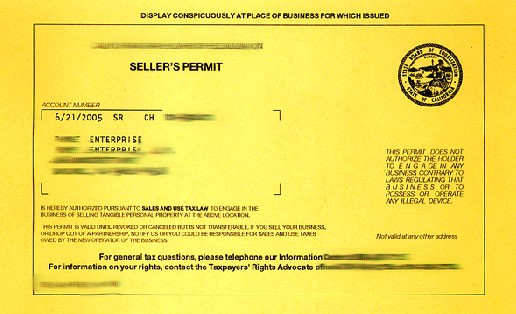 DISPLAY CONSPICUOUSLY AT PLACE OF BUSINESS FOR WHICH ISSUED
SELLER'S PERMIT
ACCOUNT NUMBER
6/21/2005 SR CH
ENTERPRISE
ENTERPRISE
THIS PERMIT DOES NOT
AUTHORIZE THE HOLDER
TO ENGAGE IN ANY
BUSINESS CONTRARY TO
LAWS REGULATING THAT
BUSINESS OR TO
POSSESS OR OPERATE
ANY ILLEGAL DEVICE.
IS HEREBY AUTHORIZED PURSUANT TO SALES AND USE TAX LAW TO ENGAGE IN THE
BUSINESS OF SELLING TANGIBLE PERSONAL PROPERTY AT THE ABOVE LOCATION.
THIS PERMIT IS VALID UNTIL REVOKED OR CANCELED BUT IS NOT TRANSFERABLE. IF YOU SELL YOUR BUSINESS,
OR DROP OUT OF A PARTNERSHIP, NOTIFY US OR YOU COULD BE RESPONSIBLE FOR SALES AND USE TAXES
OWED BY THE NEW OPERATOR OF THE BUSINESS
Not valid at any other address
For general tax questions, please telephone our Information
For information on your rights, contact the Taxpayers' Rights Advocate